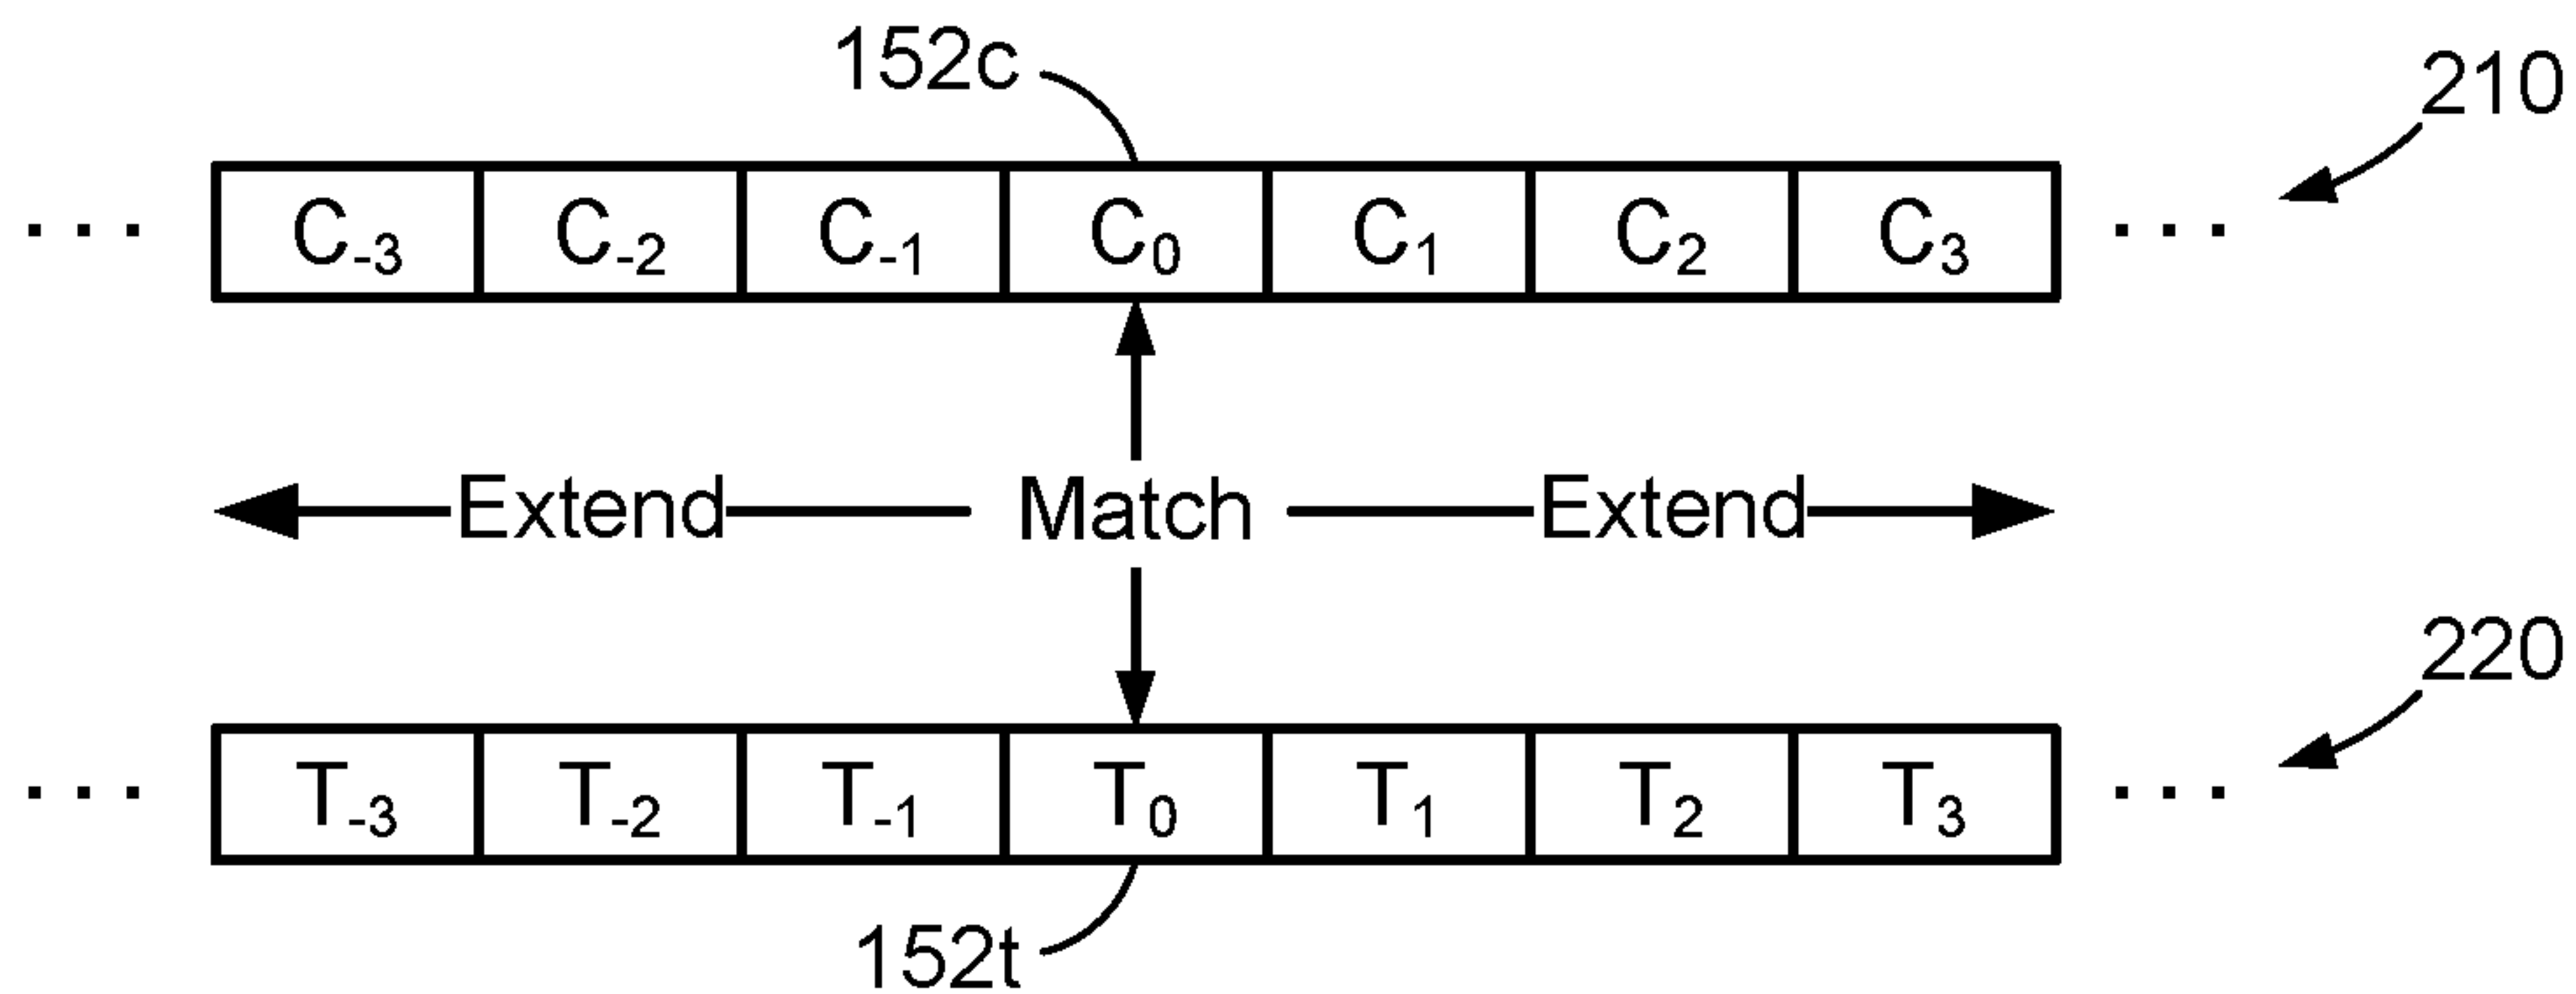 152c
210
... C-3 C-2 C-1 C0 C1 C2 C3 ...
Extend Match Extend
220
... T-3 T-2 T-1 T0 T1 T2 T3 ...
152t